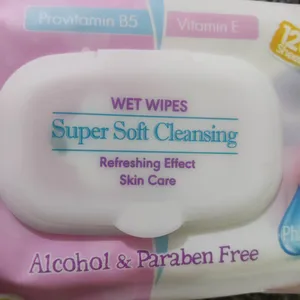 Provitamin B5
Vitamin E
WET WIPES
Super Soft Cleansing
Refreshing Effect
Skin Care
Alcohol & Paraben Free